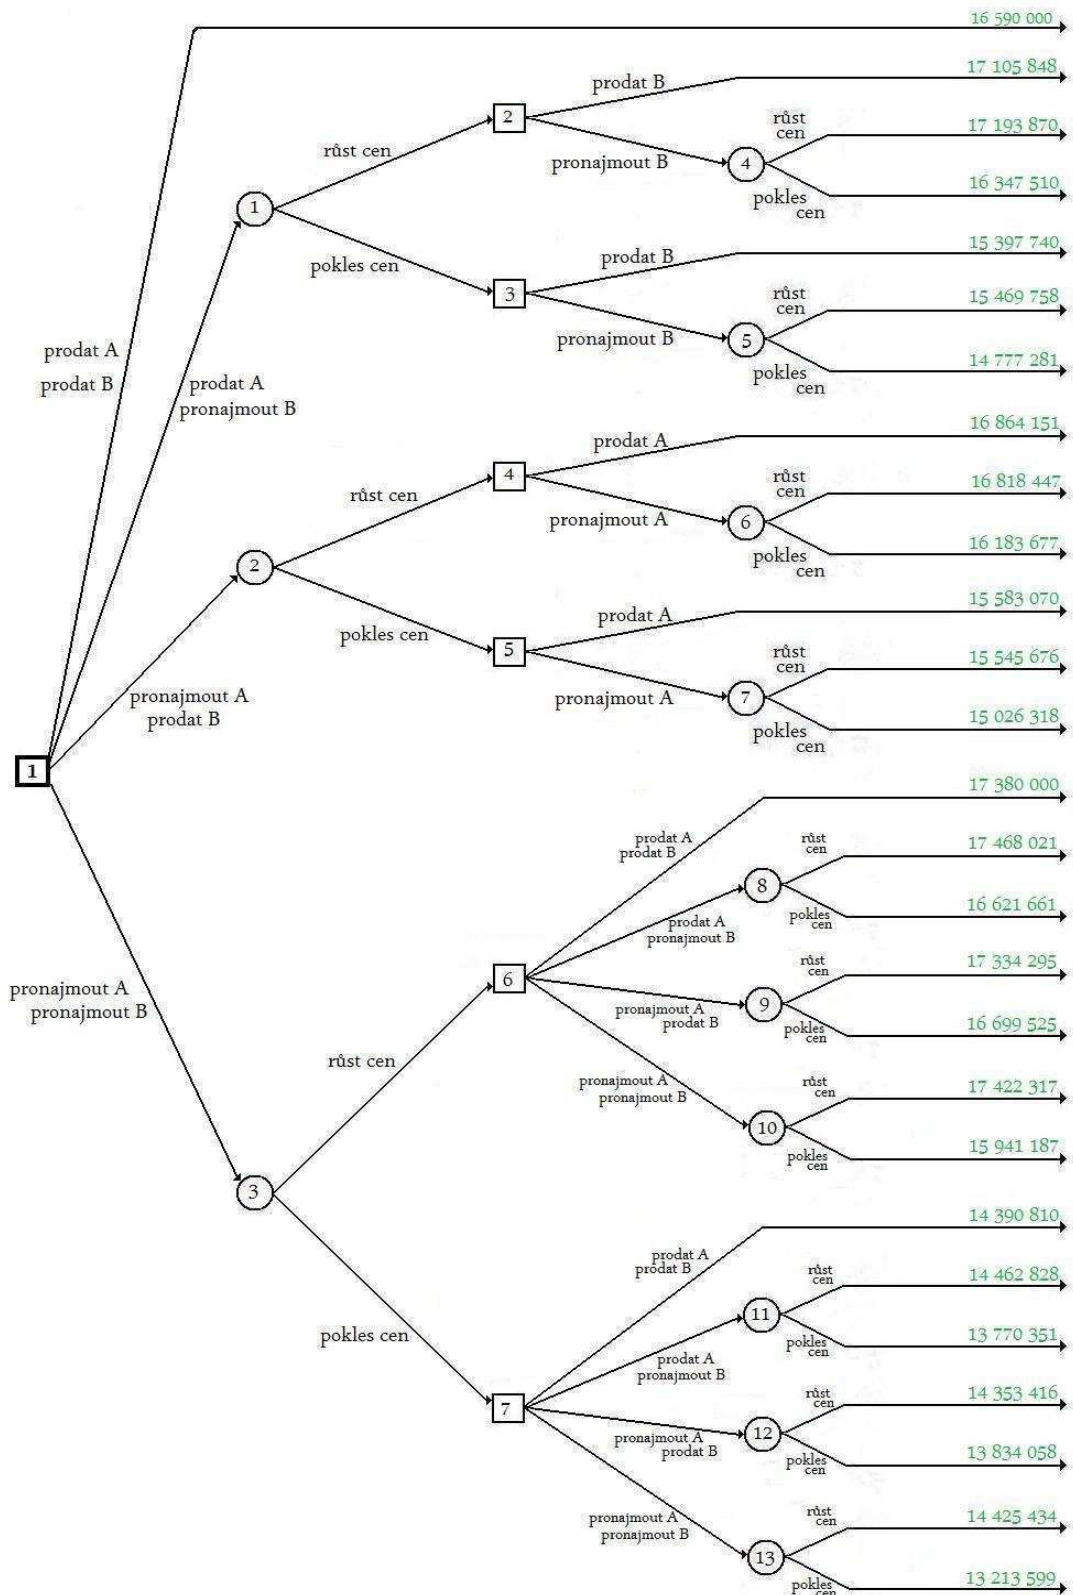 16 590 000
17 105 848
prodat B
2
růst
cen
17 193 870
růst cen
pronajmout B
4
16 347 510
pokles
cen
1
15 397 740
prodat B
pokles cen
3
růst
cen
15 469 758
pronajmout B
5
14 777 281
pokles
cen
prodat A
prodat B
prodat A
pronajmout B
16 864 151
prodat A
4
růst
cen
16 818 447
růst cen
pronajmout A
6
16 183 677
pokles
cen
2
15 583 070
prodat A
pokles cen
5
růst
cen
15 545 676
pronajmout A
7
15 026 318
pokles
cen
pronajmout A
prodat B
1
17 380 000
prodat A
prodat B
růst
cen
17 468 021
8
16 621 661
pokles
cen
prodat A
pronajmout B
6
růst
cen
17 334 295
9
pronajmout A
prodat B
16 699 525
pokles
cen
pronajmout A
pronajmout B
růst cen
pronajmout A
pronajmout B
růst
cen
17 422 317
10
15 941 187
pokles
cen
3
14 390 810
prodat A
prodat B
růst
cen
14 462 828
11
pokles cen
13 770 351
pokles
cen
prodat A
pronajmout B
7
růst
cen
14 353 416
12
pronajmout A
prodat B
13 834 058
pokles
cen
pronajmout A
pronajmout B
růst
cen
14 425 434
13
13 213 599
pokles
cen